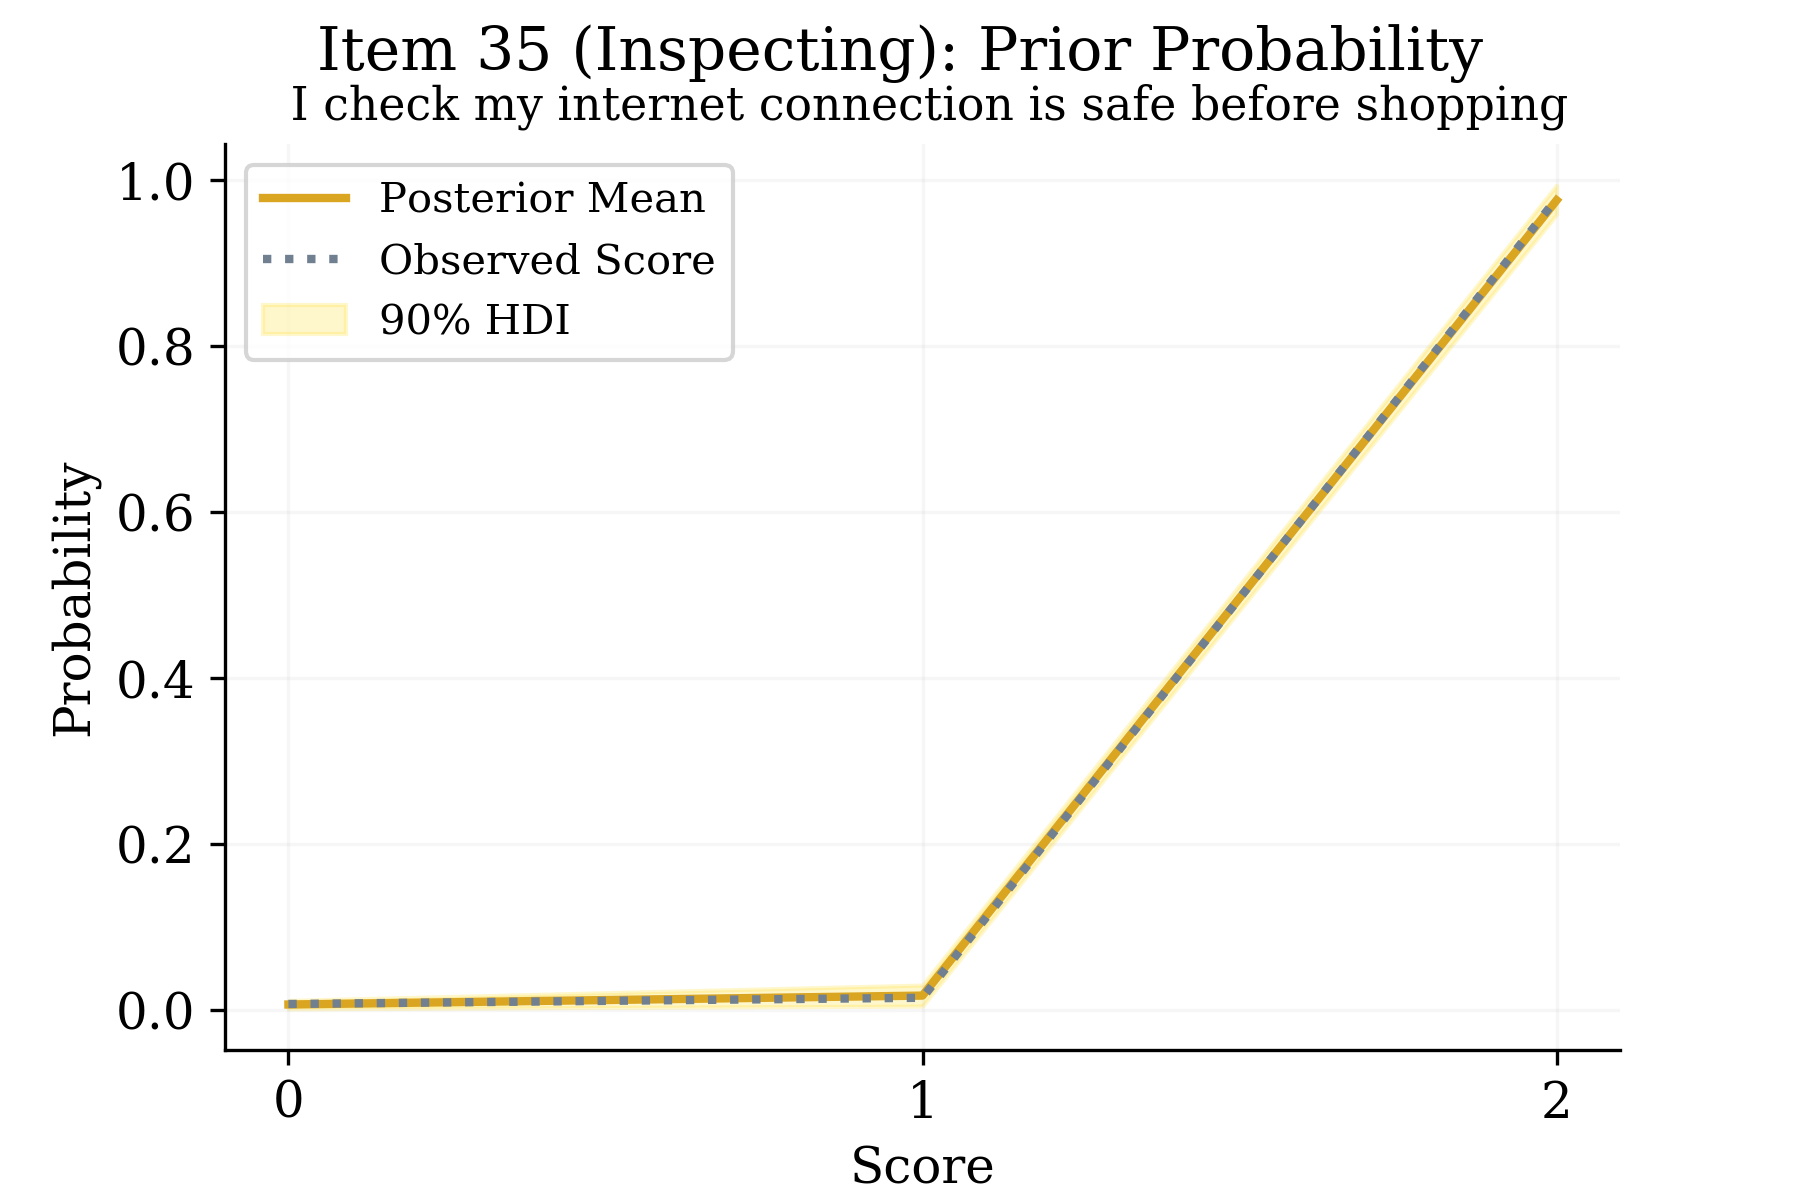 Item 35 (Inspecting): Prior Probability
I check my internet connection is safe before shopping
Posterior Mean
Observed Score
90% HDI
1.0
0.8
0.6
0.4
0.2
0.0
Probability
0
1
2
Score